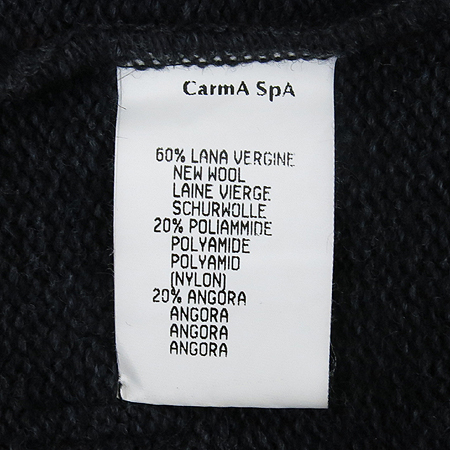 CarmA SpA
60% LANA VERGINE
NEW WOOL
LAINE VIERGE
SCHURWOLLE
20% POLIAMMIDE
POLYAMIDE
POLYAMID
(NYLON)
20% ANGORA
ANGORA
ANGORA
ANGORA